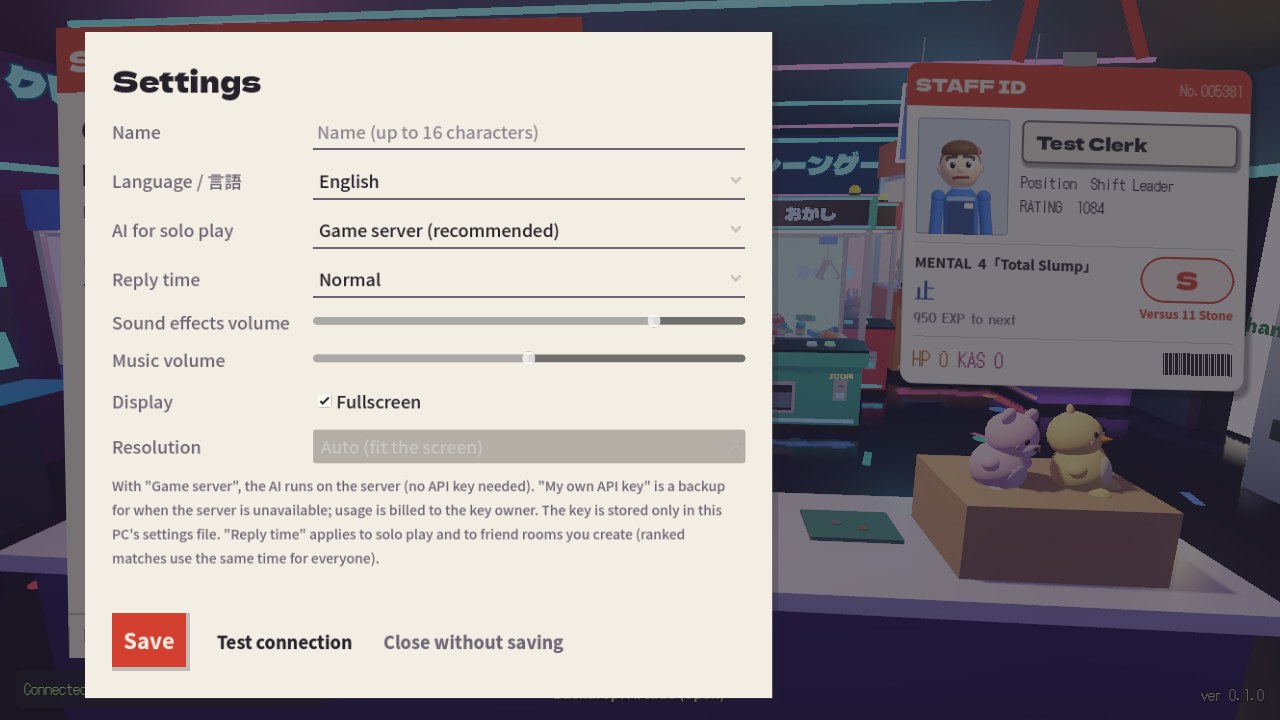 Settings
Name
Name (up to 16 characters)
Language / 言語
English
AI for solo play
Game server (recommended)
Reply time
Normal
Sound effects volume
Music volume
Display
Fullscreen
Resolution
Auto (fit the screen)
With "Game server", the AI runs on the server (no API key needed). "My own API key" is a backup
for when the server is unavailable; usage is billed to the key owner. The key is stored only in this
PC's settings file. "Reply time" applies to solo play and to friend rooms you create (ranked
matches use the same time for everyone).
Save
Test connection
Close without saving
Connected
STAFF ID
No.005381
Test Clerk
Position Shift Leader
RATING 1084
MENTAL 4「Total Slump」
止
950 EXP to next
S
Versus 11 Stone
HP 0 KAS 0
おかし
ver 0.1.0